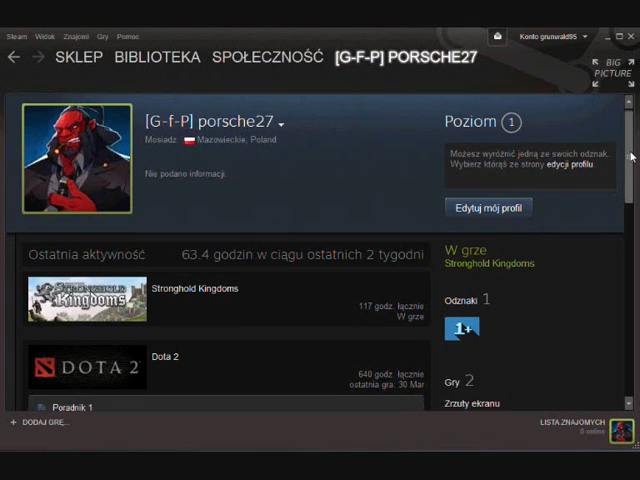 Steam Widok Znajomi Gry Pomoc
Konto grunwald95
SKLEP BIBLIOTEKA SPOŁECZNOŚĆ [G-F-P] PORSCHE27
BIG
PICTURE
[G-f-P] porsche27
Mosiadz Mazowieckie, Poland
Nie podano informacji.
Poziom 1
Możesz wyróżnić jedną ze swoich odznak.
Wybierz którąś ze strony edycji profilu.
Edytuj mój profil
Ostatnia aktywność 63.4 godzin w ciągu ostatnich 2 tygodni
STRONGHOLD
Kingdoms
Stronghold Kingdoms
117 godz. łącznie
W grze
DOTA 2
Dota 2
640 godz. łącznie
ostatnia gra: 30 Mar
Poradnik 1
W grze
Stronghold Kingdoms
Odznaki 1
1+
Gry 2
Zrzuty ekranu
+ DODAJ GRĘ...
LISTA ZNAJOMYCH
0 online